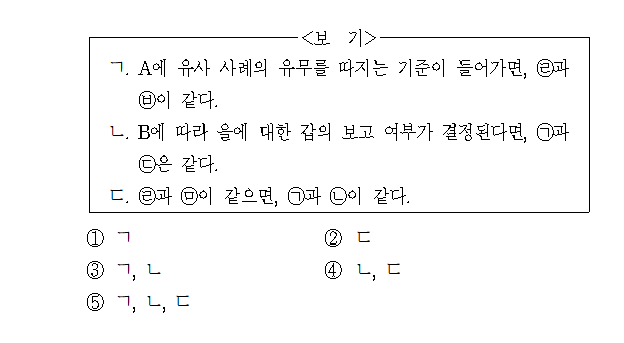 <보 기>
ㄱ. A에 유사 사례의 유무를 따지는 기준이 들어가면, ㉣과
㉥이 같다.
ㄴ. B에 따라 을에 대한 갑의 보고 여부가 결정된다면, ㉠과
㉢은 같다.
ㄷ. ㉣과 ㉤이 같으면, ㉠과 ㉡이 같다.
① ㄱ ② ㄷ
③ ㄱ, ㄴ ④ ㄴ, ㄷ
⑤ ㄱ, ㄴ, ㄷ